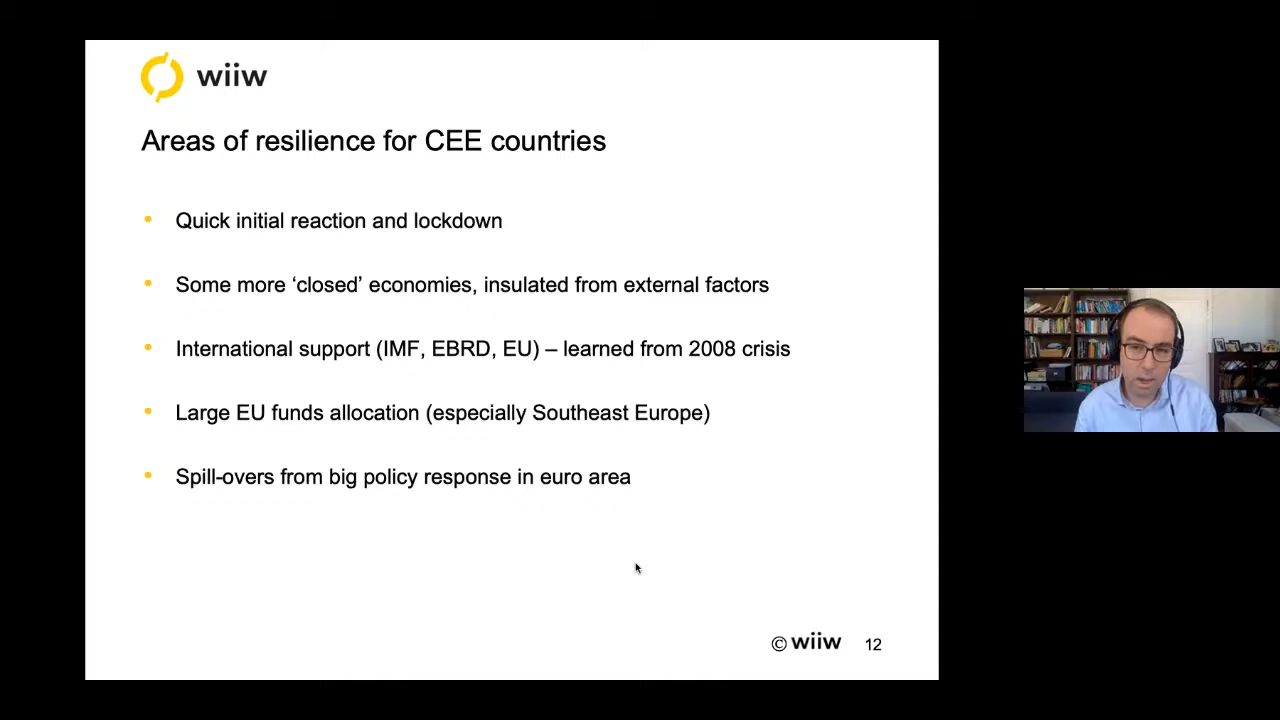 wiiw
Areas of resilience for CEE countries
• Quick initial reaction and lockdown
• Some more ‘closed’ economies, insulated from external factors
• International support (IMF, EBRD, EU) – learned from 2008 crisis
• Large EU funds allocation (especially Southeast Europe)
• Spill-overs from big policy response in euro area
© wiiw 12